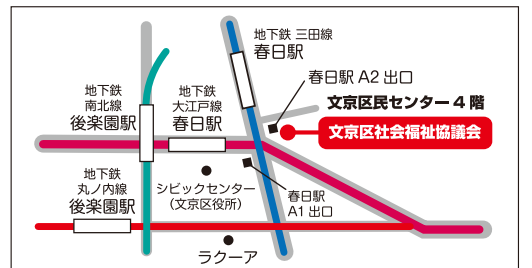 地下鉄 三田線
春日駅
春日駅 A2 出口
地下鉄
南北線
後楽園駅
地下鉄
大江戸線
春日駅
文京区民センター 4 階
文京区社会福祉協議会
地下鉄
丸ノ内線
後楽園駅
シビックセンター
（文京区役所）
春日駅
A1 出口
ラクーア